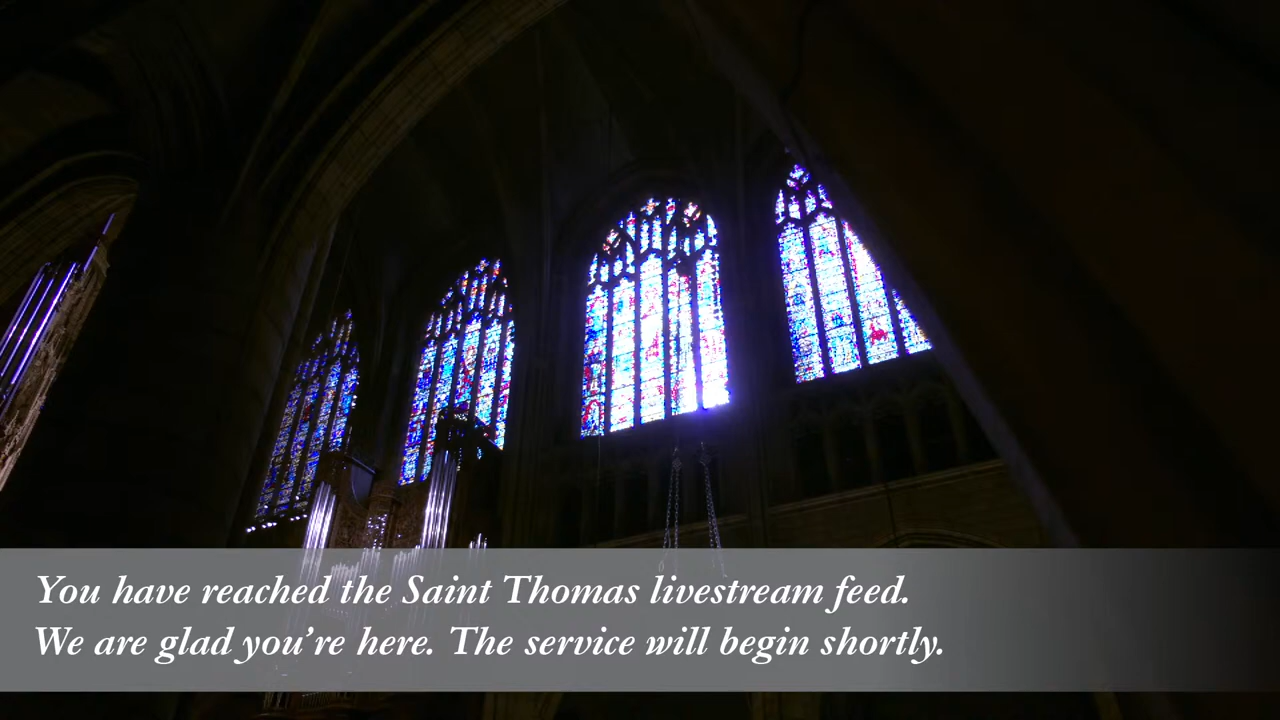 You have reached the Saint Thomas livestream feed.
We are glad you're here. The service will begin shortly.